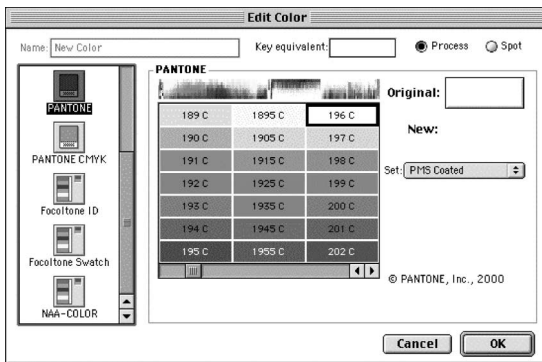 Edit Color
Name: New Color
Key equivalent:
Process
Spot
PANTONE
PANTONE CMYK
Focoltone ID
Focoltone Swatch
NAA-COLOR
PANTONE
189 C 1895 C 196 C
190 C 1905 C 197 C
191 C 1915 C 198 C
192 C 1925 C 199 C
193 C 1935 C 200 C
194 C 1945 C 201 C
195 C 1955 C 202 C
Original:
New:
Set: PMS Coated
© PANTONE, Inc., 2000
Cancel
OK